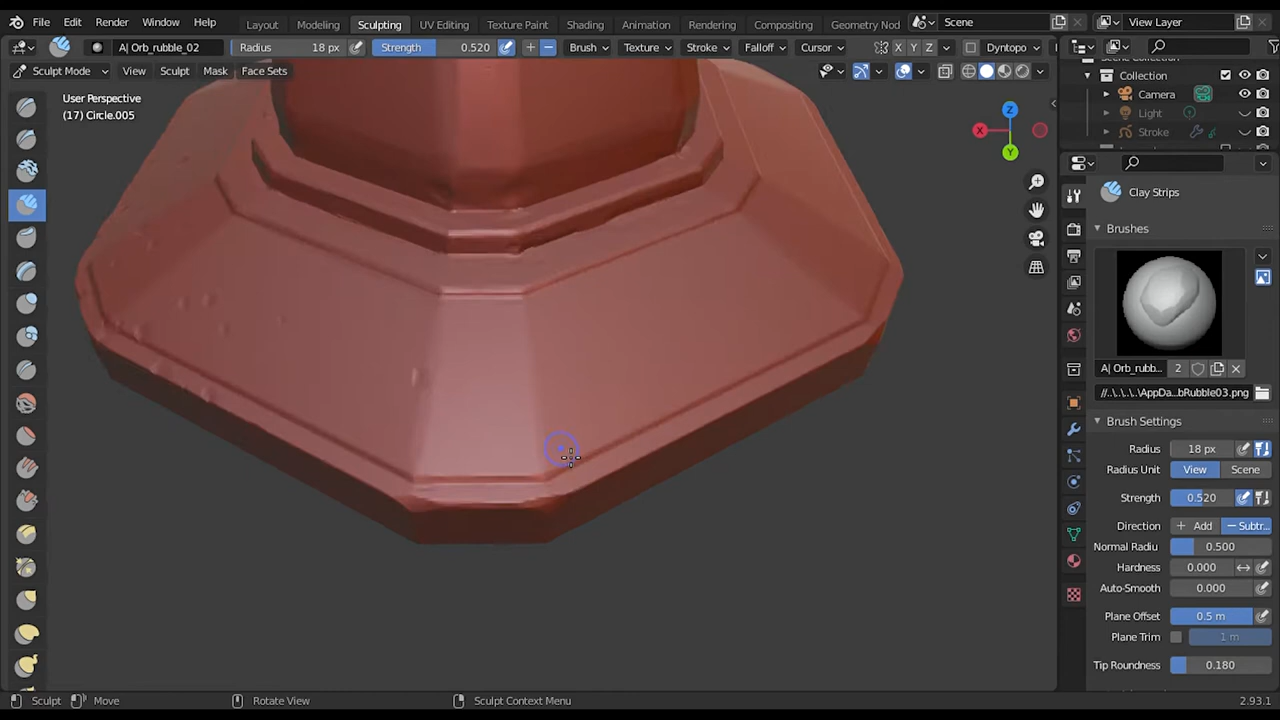 File Edit Render Window Help
Layout Modeling Sculpting UV Editing Texture Paint Shading Animation Rendering Compositing Geometry Nod
Scene View Layer
A| Orb_rubble_02 Radius 18 px Strength 0.520 Brush Texture Stroke Falloff Cursor X Y Z Dyntopo
Sculpt Mode View Sculpt Mask Face Sets
User Perspective
(17) Circle.005
Z
X
Y
Collection
Camera
Light
Stroke
Clay Strips
Brushes
A| Orb_rubb... 2
//..\..\..\..\AppDa...bRubble03.png
Brush Settings
Radius 18 px
Radius Unit View Scene
Strength 0.520
Direction + Add − Subtr...
Normal Radiu 0.500
Hardness 0.000
Auto-Smooth 0.000
Plane Offset 0.5 m
Plane Trim 1 m
Tip Roundness 0.180
Sculpt Move Rotate View Sculpt Context Menu 2.93.1